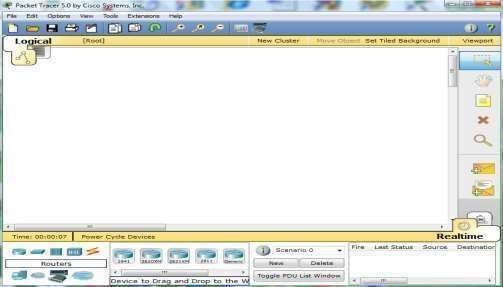 Packet Tracer 5.0 by Cisco Systems, Inc.
File Edit Options View Tools Extensions Help
Logical [Root] New Cluster Move Object Set Tiled Background Viewport
Time: 00:00:07 Power Cycle Devices Realtime
Scenario 0
Fire Last Status Source Destination
New Delete
Routers
1841 2620XM 2621XM 2811 Generic
Toggle PDU List Window
Device to Drag and Drop to the W